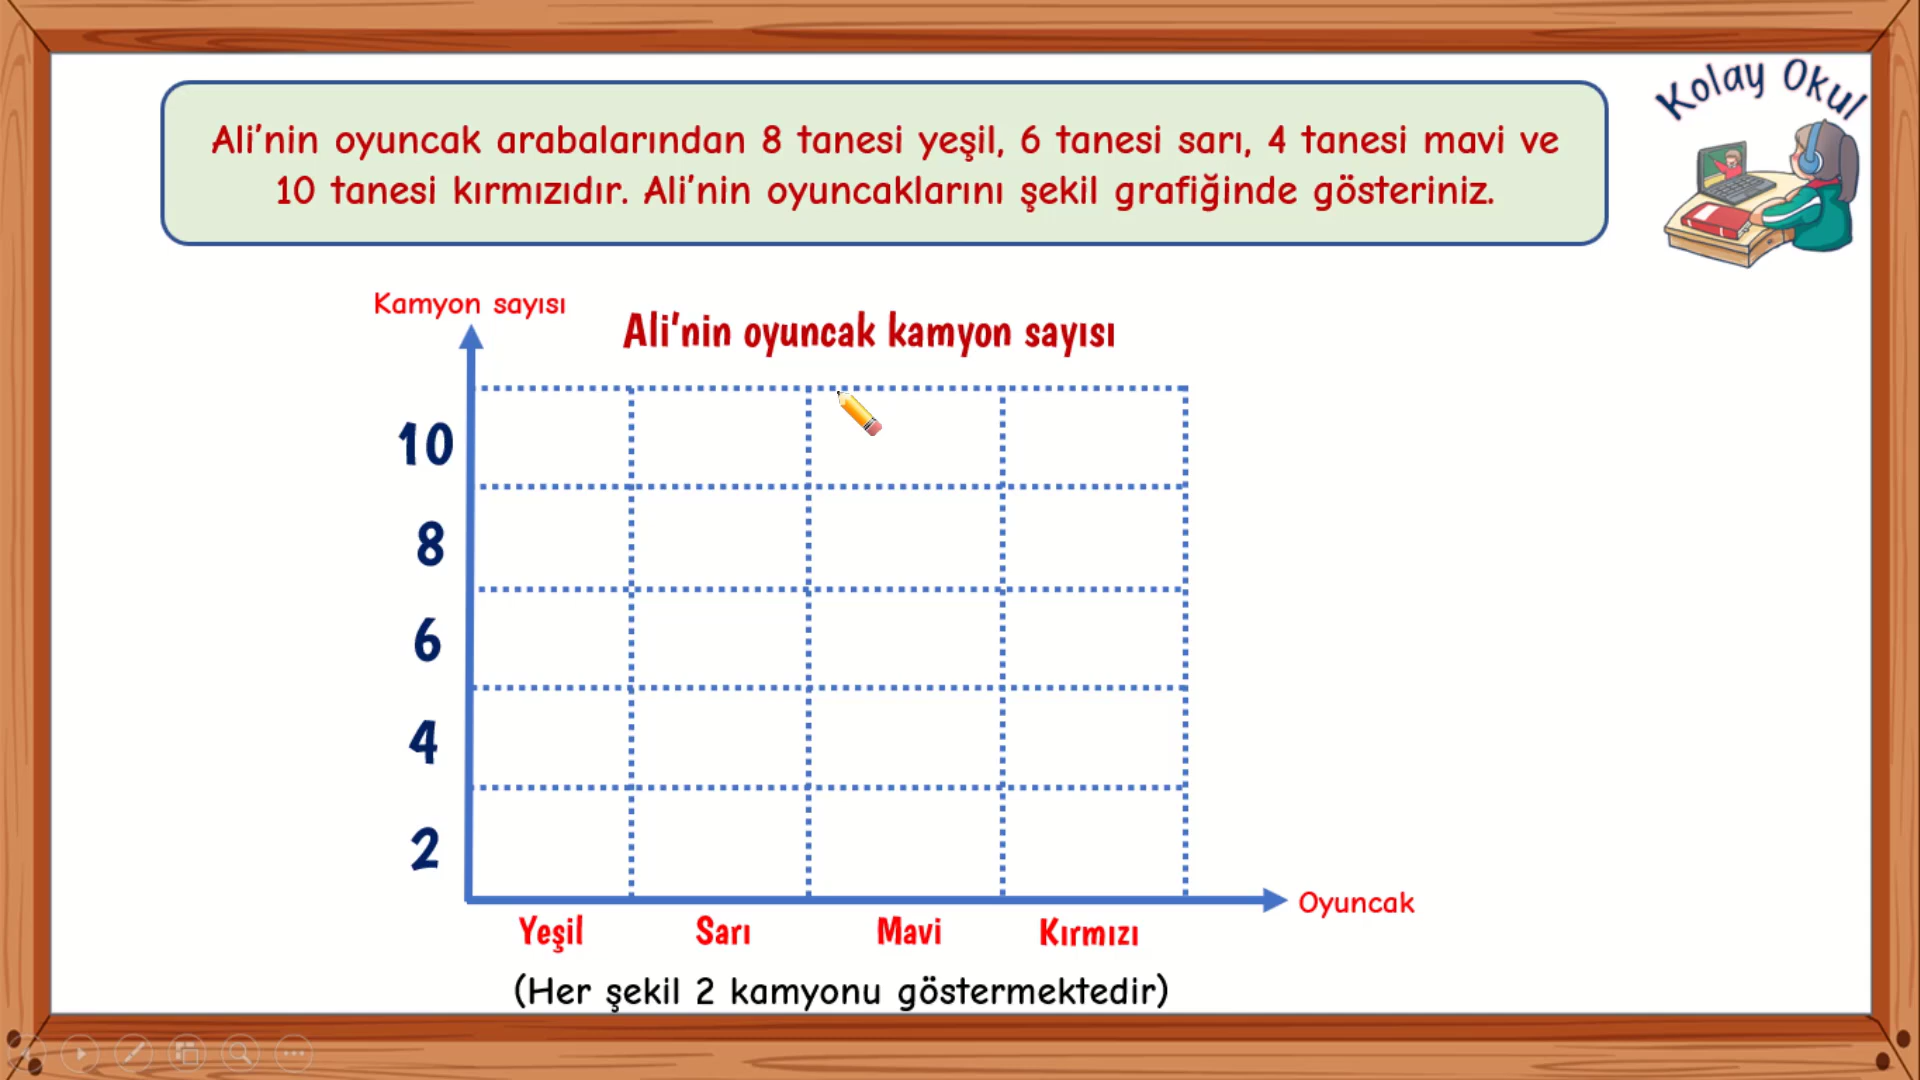 Kolay Okul
Ali’nin oyuncak arabalarından 8 tanesi yeşil, 6 tanesi sarı, 4 tanesi mavi ve
10 tanesi kırmızıdır. Ali’nin oyuncaklarını şekil grafiğinde gösteriniz.
Kamyon sayısı
Ali’nin oyuncak kamyon sayısı
10
8
6
4
2
Oyuncak
Yeşil Sarı Mavi Kırmızı
(Her şekil 2 kamyonu göstermektedir)